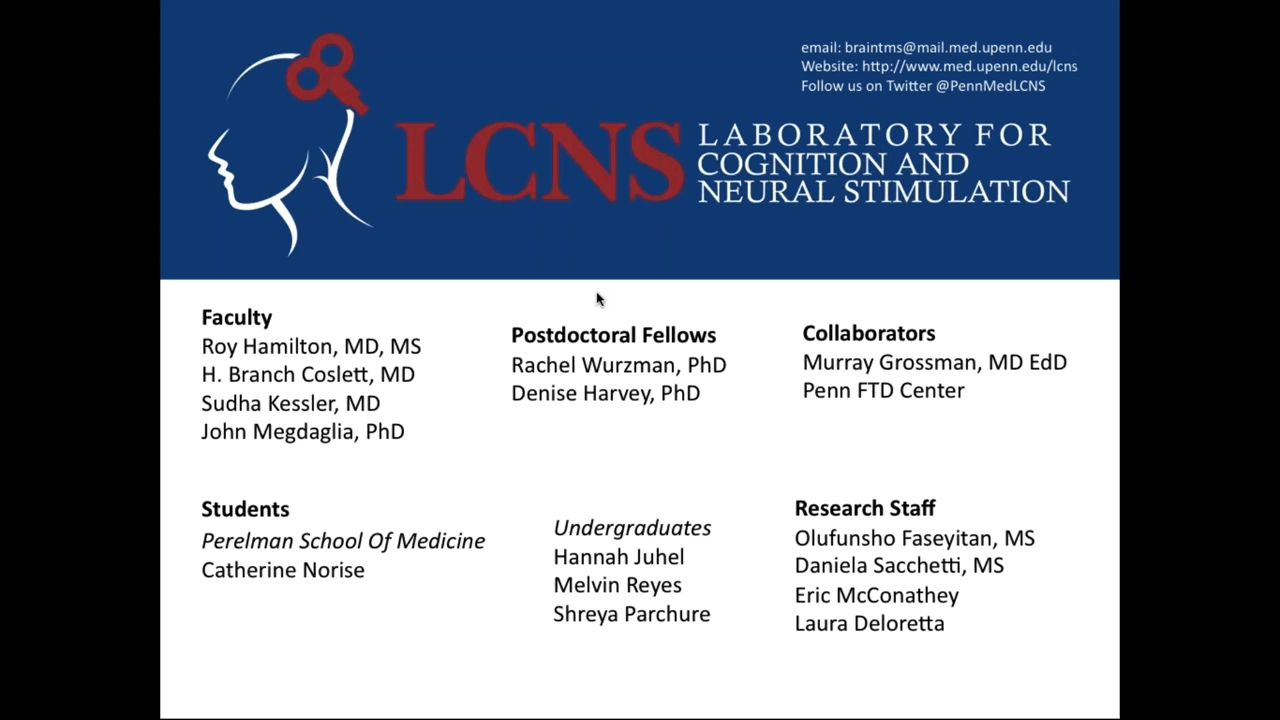 email: braintms@mail.med.upenn.edu
Website: http://www.med.upenn.edu/lcns
Follow us on Twitter @PennMedLCNS
LCNS
LABORATORY FOR
COGNITION AND
NEURAL STIMULATION
Faculty
Roy Hamilton, MD, MS
H. Branch Coslett, MD
Sudha Kessler, MD
John Megdaglia, PhD
Postdoctoral Fellows
Rachel Wurzman, PhD
Denise Harvey, PhD
Collaborators
Murray Grossman, MD EdD
Penn FTD Center
Students
Perelman School Of Medicine
Catherine Norise
Undergraduates
Hannah Juhel
Melvin Reyes
Shreya Parchure
Research Staff
Olufunsho Faseyitan, MS
Daniela Sacchetti, MS
Eric McConathey
Laura Deloretta